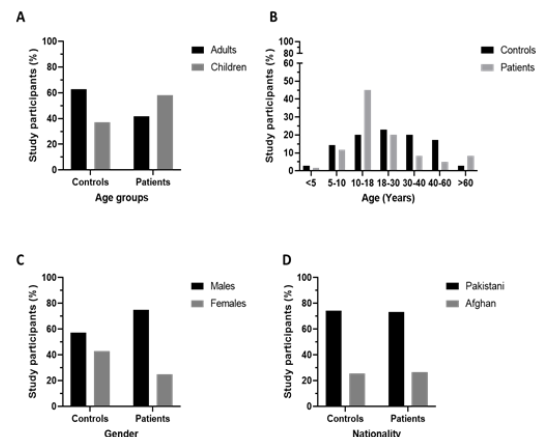 A
Study participants (%)
100
80
60
40
20
0
Adults
Children
Controls Patients
Age groups
B
Study participants (%)
100
90
80
60
50
40
30
20
10
0
Controls
Patients
<5 5-10 10-18 18-30 30-40 40-60 >60
Age (Years)
C
Study participants (%)
100
80
60
40
20
0
Males
Females
Controls Patients
Gender
D
Study participants (%)
100
80
60
40
20
0
Pakistani
Afghan
Controls Patients
Nationality